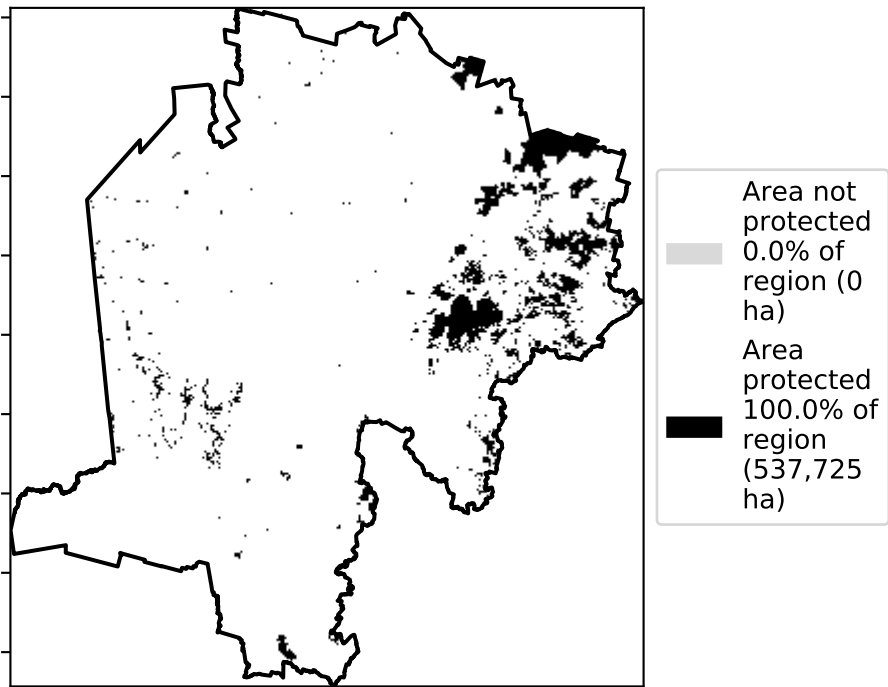 Area not
protected
0.0% of
region (0
ha)
Area
protected
100.0% of
region
(537,725
ha)